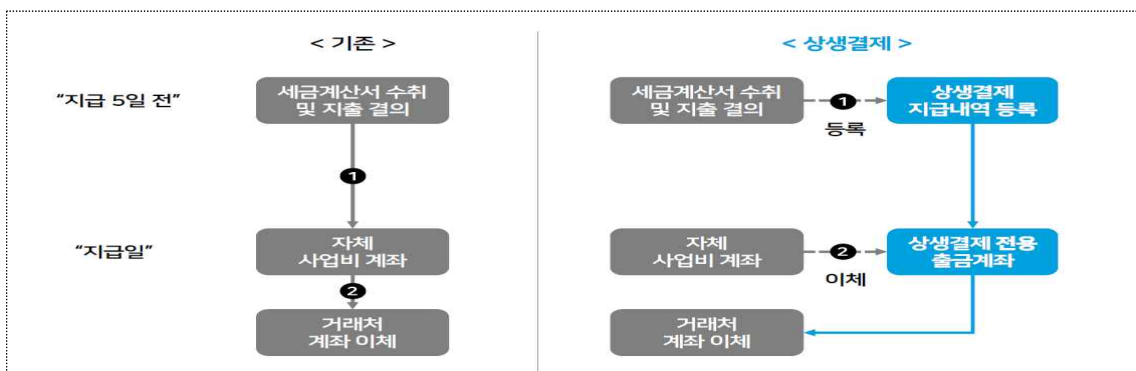 < 기존 >
"지급 5일 전"
세금계산서 수취
및 지출 결의
❶
"지급일"
자체
사업비 계좌
❷
거래처
계좌 이체
< 상생결제 >
세금계산서 수취
및 지출 결의
❶
등록
상생결제
지급내역 등록
자체
사업비 계좌
❷
이체
상생결제 전용
출금계좌
거래처
계좌 이체